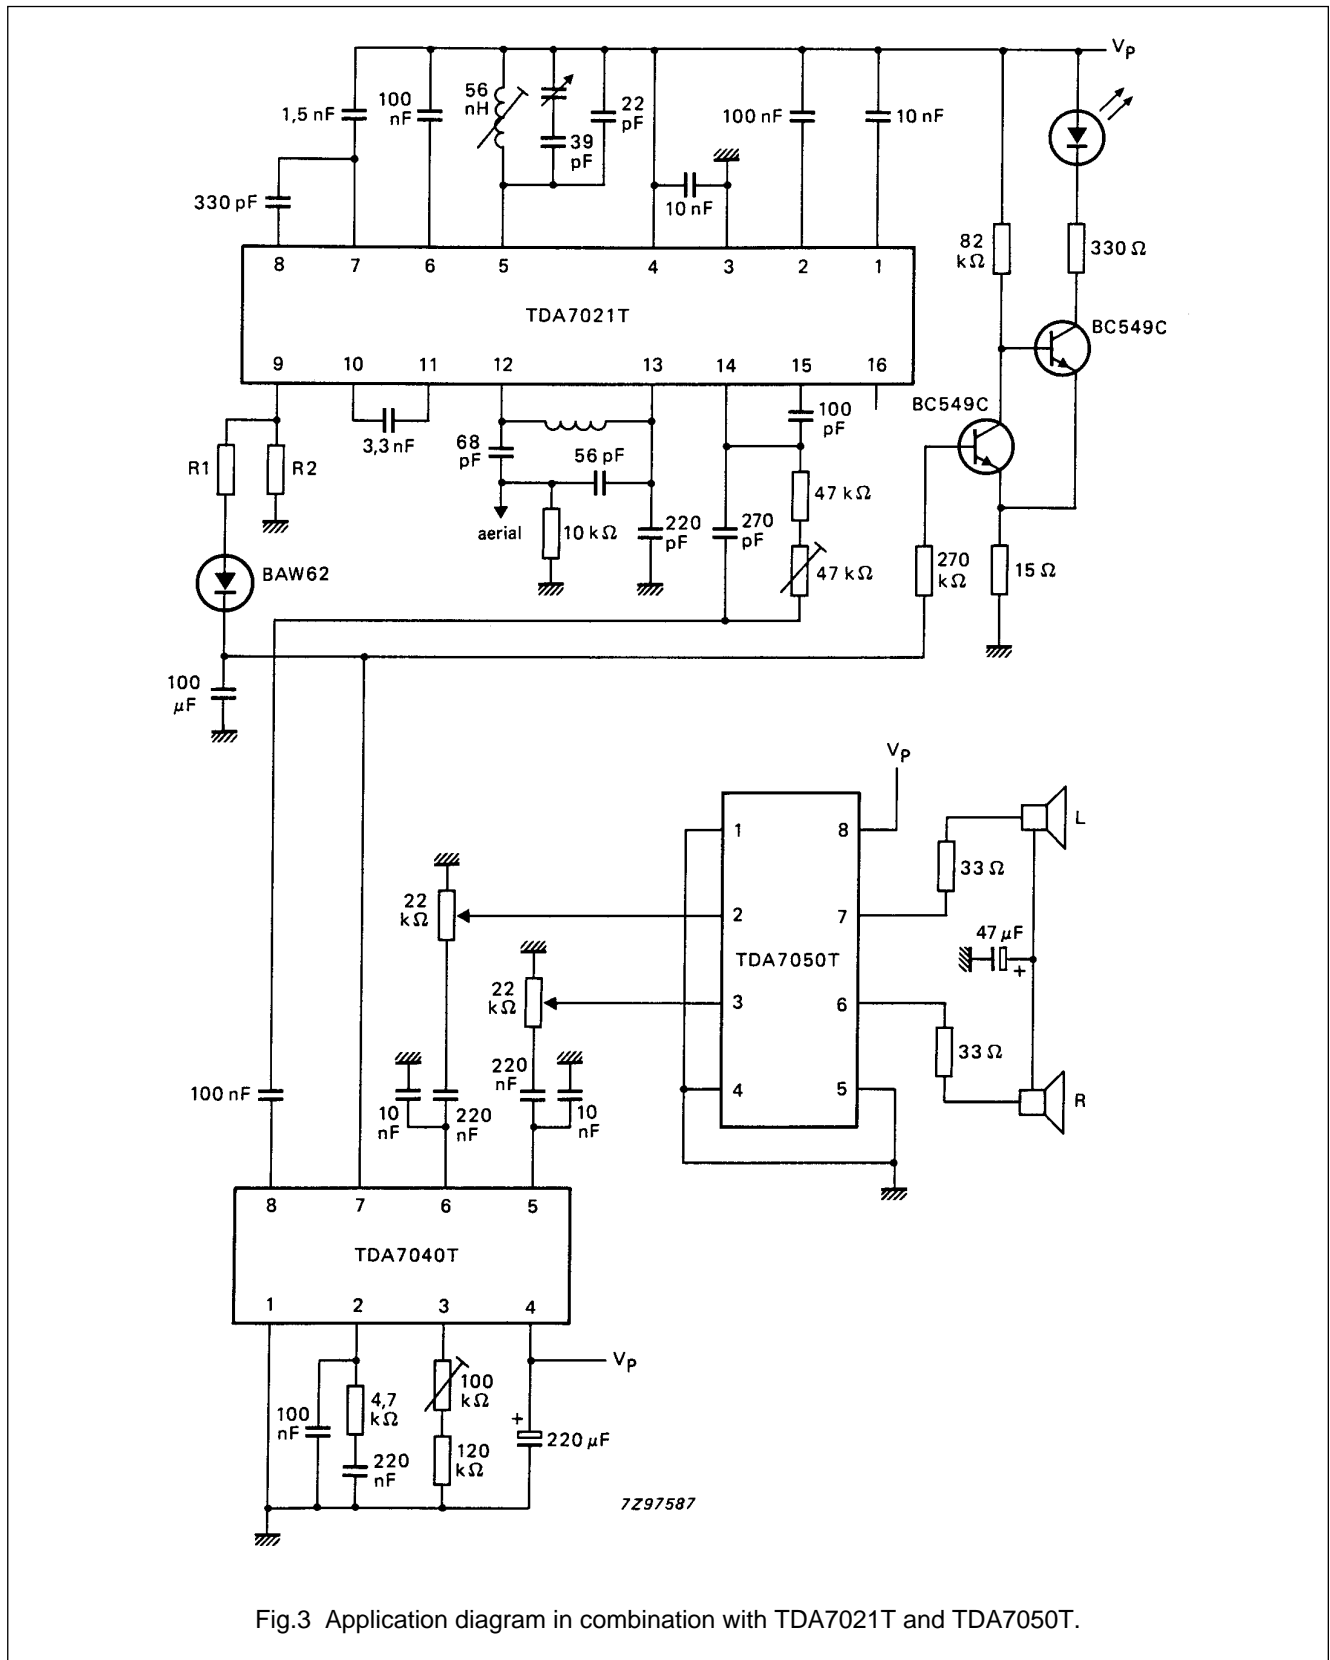 Vp
1,5 nF
100
nF
56
nH
39
pF
22
pF
100 nF
10 nF
330 pF
10 nF
82
kΩ
330 Ω
8 7 6 5 4 3 2 1
TDA7021T
BC549C
9 10 11 12 13 14 15 16
BC549C
3,3 nF
68
pF
56 pF
100
pF
R1
R2
47 kΩ
aerial
10 kΩ
220
pF
270
pF
47 kΩ
BAW62
270
kΩ
15 Ω
100
µF
Vp
1 8
L
33 Ω
22
kΩ
2 7
47 µF
+
TDA7050T
22
kΩ
3 6
33 Ω
220
nF
100 nF
10
nF
220
nF
10
nF
4 5
R
8 7 6 5
TDA7040T
1 2 3 4
Vp
100
nF
4,7
kΩ
100
kΩ
+
220 µF
220
nF
120
kΩ
7Z97587
Fig.3 Application diagram in combination with TDA7021T and TDA7050T.